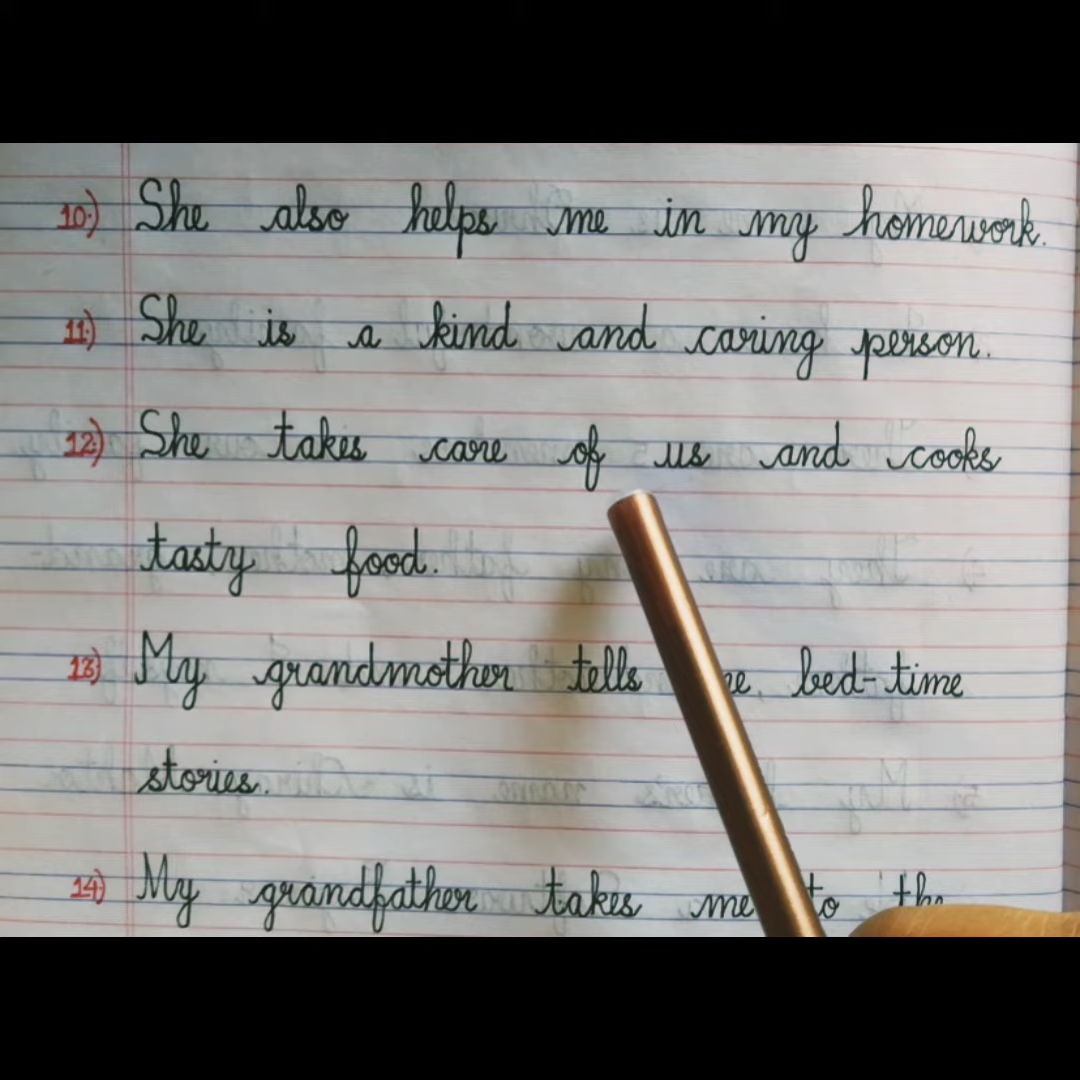 10.) She also helps me in my homework.
11.) She is a kind and caring person.
12.) She takes care of us and cooks
tasty food.
13.) My grandmother tells bed-time
stories.
14.) My grandfather takes me to the